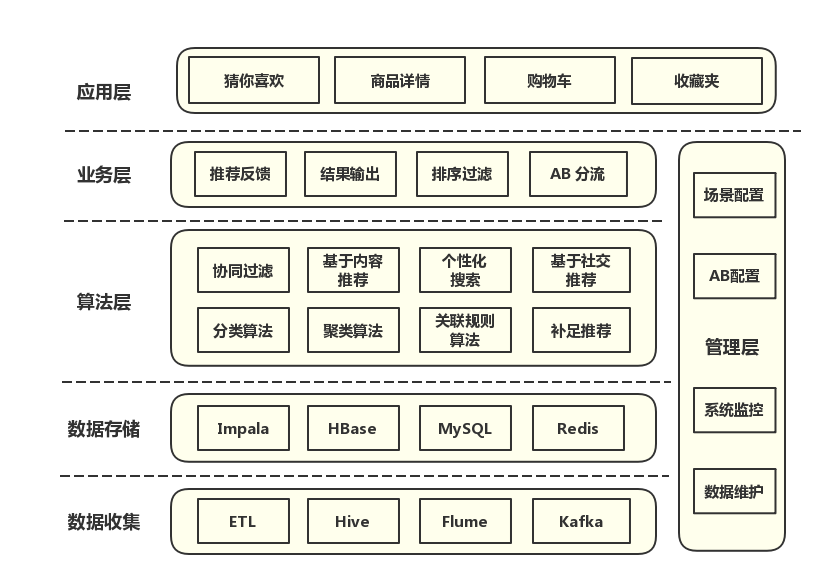 应用层
猜你喜欢
商品详情
购物车
收藏夹
业务层
推荐反馈
结果输出
排序过滤
AB 分流
算法层
协同过滤
基于内容
推荐
个性化
搜索
基于社交
推荐
分类算法
聚类算法
关联规则
算法
补足推荐
数据存储
Impala
HBase
MySQL
Redis
数据收集
ETL
Hive
Flume
Kafka
场景配置
AB配置
管理层
系统监控
数据维护